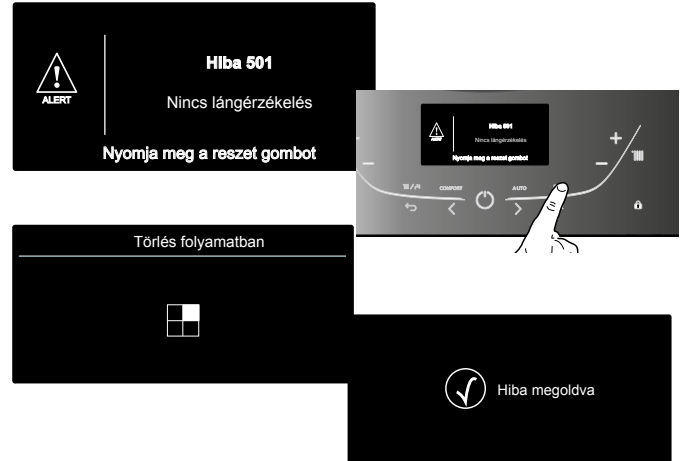 Hiba 501
ALERT
Nincs lángérzékelés
Nyomja meg a reszet gombot
Hiba 501
ALERT
Nincs lángérzékelés
Nyomja meg a reszet gombot
COMFORT
AUTO
Törlés folyamatban
Hiba megoldva